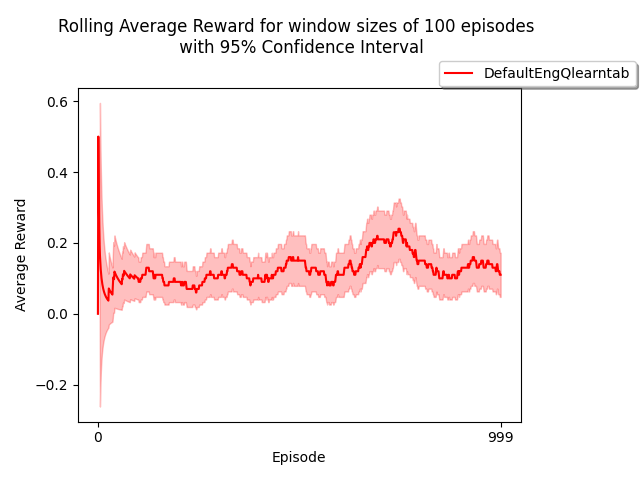 Rolling Average Reward for window sizes of 100 episodes
with 95% Confidence Interval
DefaultEngQlearntab
0.6
0.4
0.2
0.0
−0.2
Average Reward
0
999
Episode